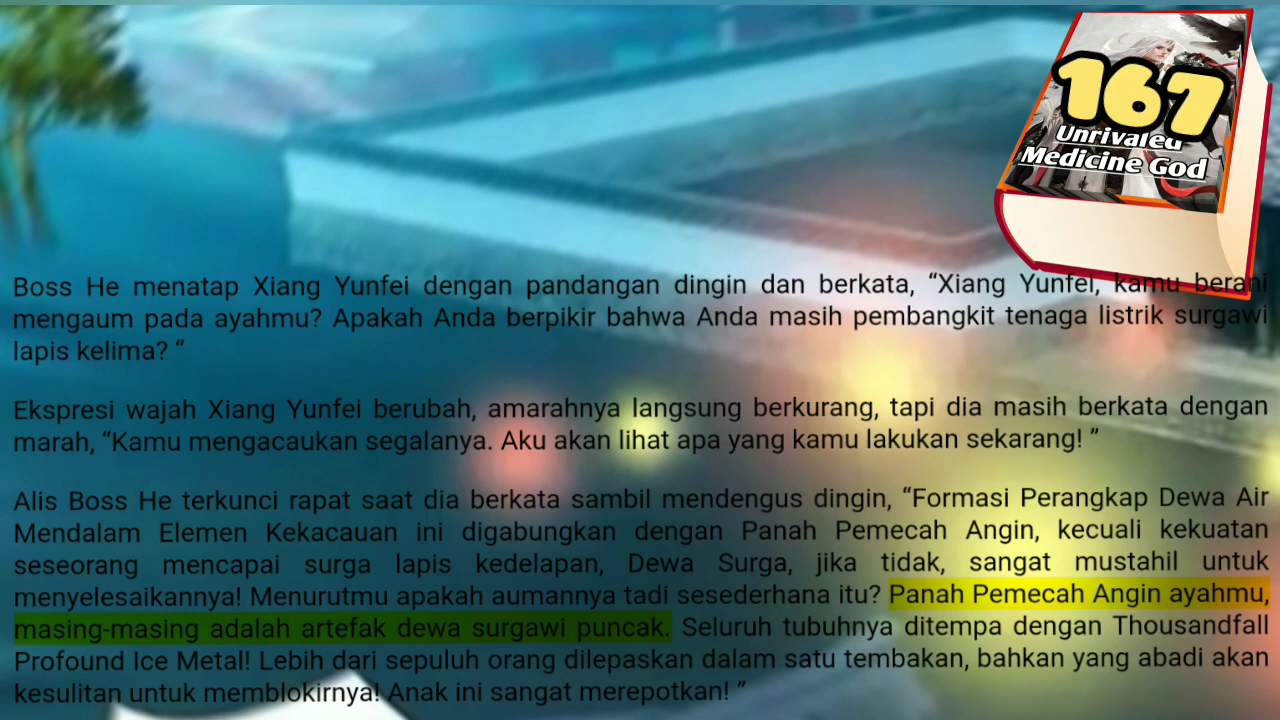 167
Unrivaled
Medicine God
Boss He menatap Xiang Yunfei dengan pandangan dingin dan berkata, “Xiang Yunfei, kamu berani
mengaum pada ayahmu? Apakah Anda berpikir bahwa Anda masih pembangkit tenaga listrik surgawi
lapis kelima? “
Ekspresi wajah Xiang Yunfei berubah, amarahnya langsung berkurang, tapi dia masih berkata dengan
marah, “Kamu mengacaukan segalanya. Aku akan lihat apa yang kamu lakukan sekarang! ”
Alis Boss He terkunci rapat saat dia berkata sambil mendengus dingin, “Formasi Perangkap Dewa Air
Mendalam Elemen Kekacauan ini digabungkan dengan Panah Pemecah Angin, kecuali kekuatan
seseorang mencapai surga lapis kedelapan, Dewa Surga, jika tidak, sangat mustahil untuk
menyelesaikannya! Menurutmu apakah aumannya tadi sesederhana itu? Panah Pemecah Angin ayahmu,
masing-masing adalah artefak dewa surgawi puncak. Seluruh tubuhnya ditempa dengan Thousandfall
Profound Ice Metal! Lebih dari sepuluh orang dilepaskan dalam satu tembakan, bahkan yang abadi akan
kesulitan untuk memblokirnya! Anak ini sangat merepotkan! ”